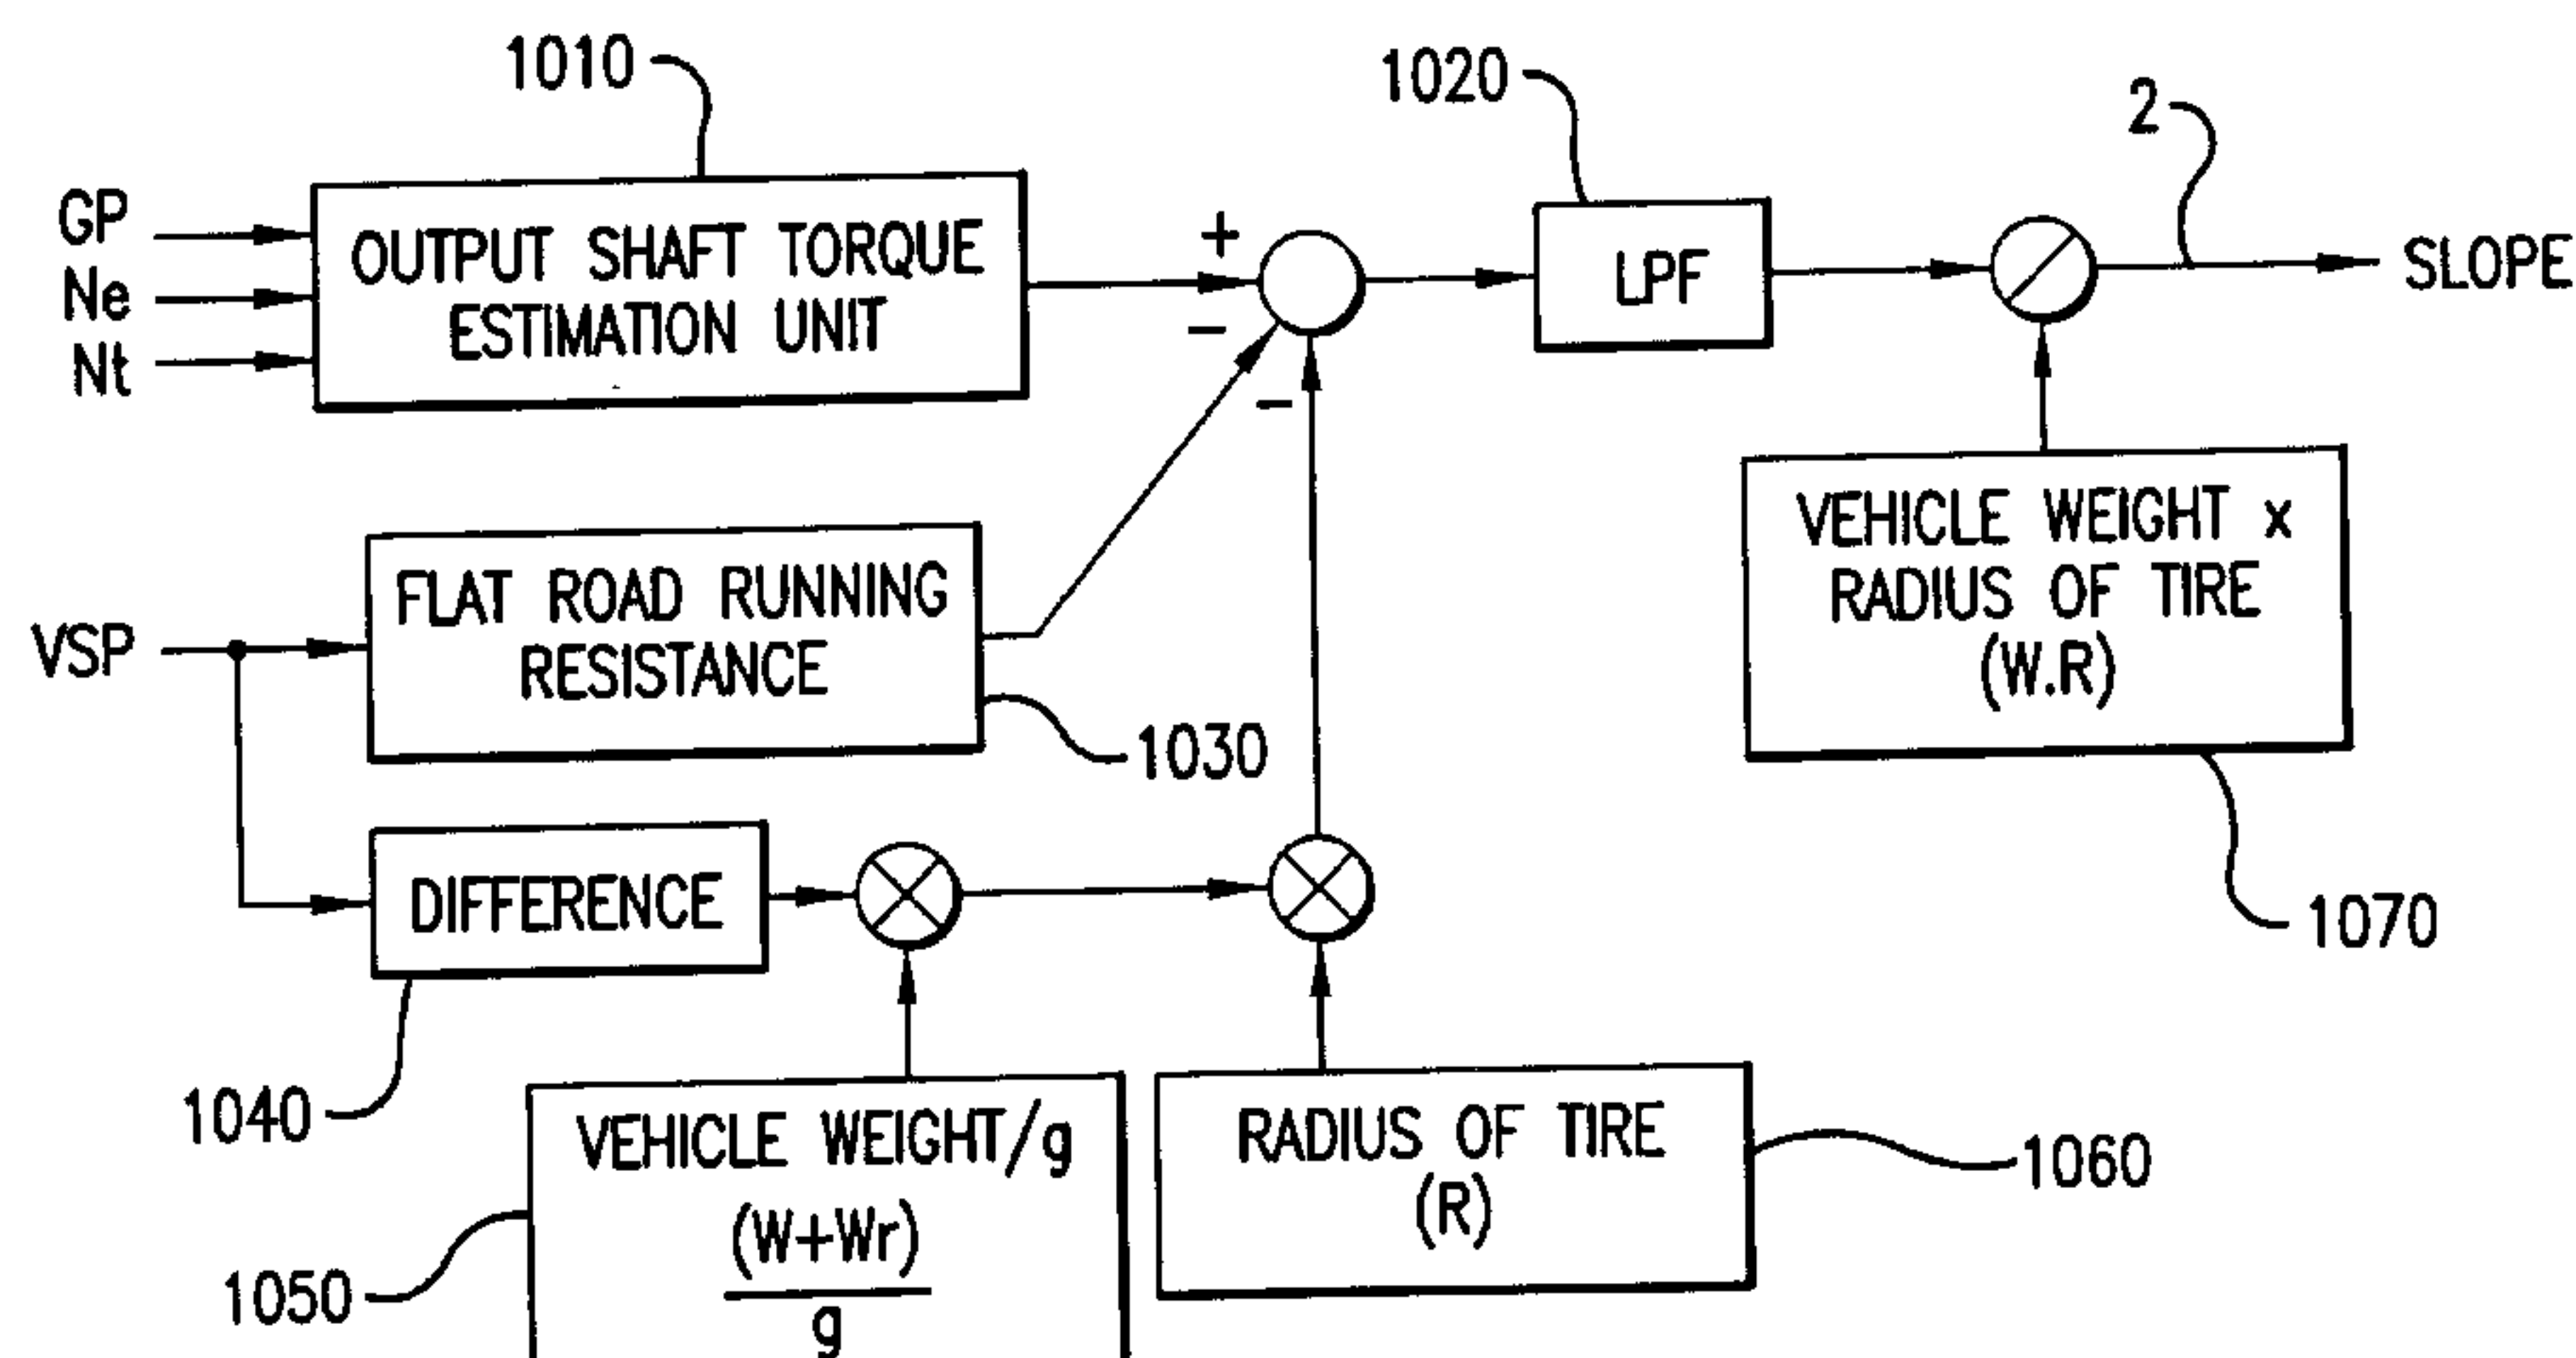 1010
1020
2
GP
Ne
Nt
OUTPUT SHAFT TORQUE
ESTIMATION UNIT
+
-
-
LPF
SLOPE
VEHICLE WEIGHT x
RADIUS OF TIRE
(W.R)
1070
VSP
FLAT ROAD RUNNING
RESISTANCE
1030
DIFFERENCE
1040
VEHICLE WEIGHT/g
(W+Wr)
g
1050
RADIUS OF TIRE
(R)
1060